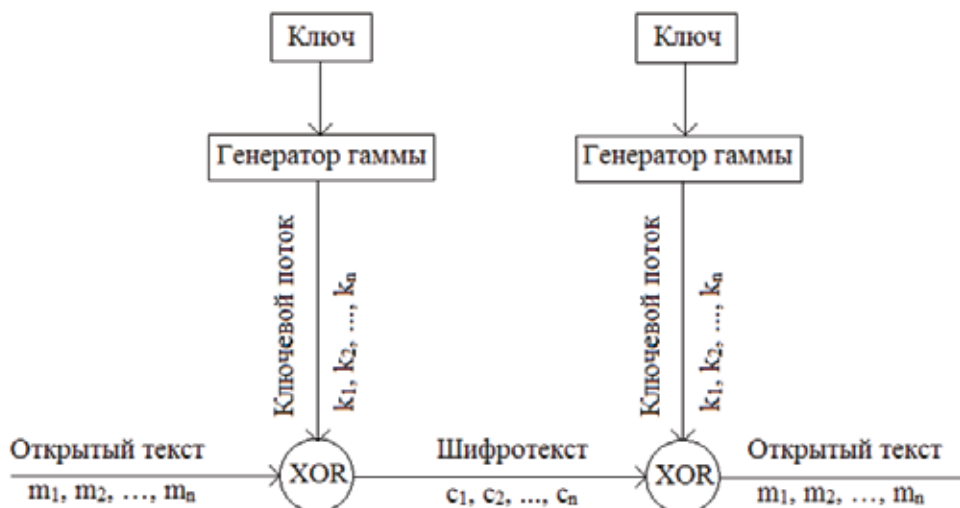 Ключ
Ключ
Генератор гаммы
Генератор гаммы
Ключевой поток
k₁, k₂, ..., kₙ
Ключевой поток
k₁, k₂, ..., kₙ
Открытый текст
XOR
Шифротекст
XOR
Открытый текст
m₁, m₂, ..., mₙ
c₁, c₂, ..., cₙ
m₁, m₂, ..., mₙ